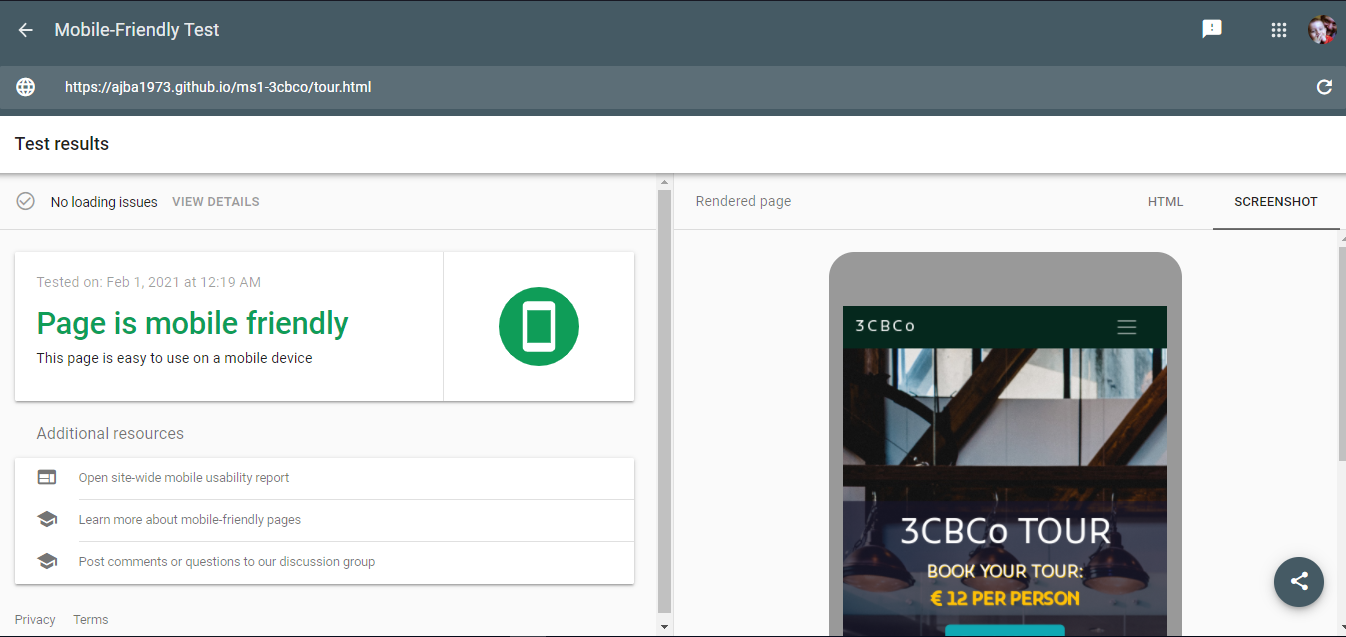 Mobile-Friendly Test
https://ajba1973.github.io/ms1-3cbco/tour.html
Test results
No loading issues VIEW DETAILS
Tested on: Feb 1, 2021 at 12:19 AM
Page is mobile friendly
This page is easy to use on a mobile device
Additional resources
Open site-wide mobile usability report
Learn more about mobile-friendly pages
Post comments or questions to our discussion group
Privacy Terms
Rendered page HTML SCREENSHOT
3CBCo
3CBCo TOUR
BOOK YOUR TOUR:
€ 12 PER PERSON